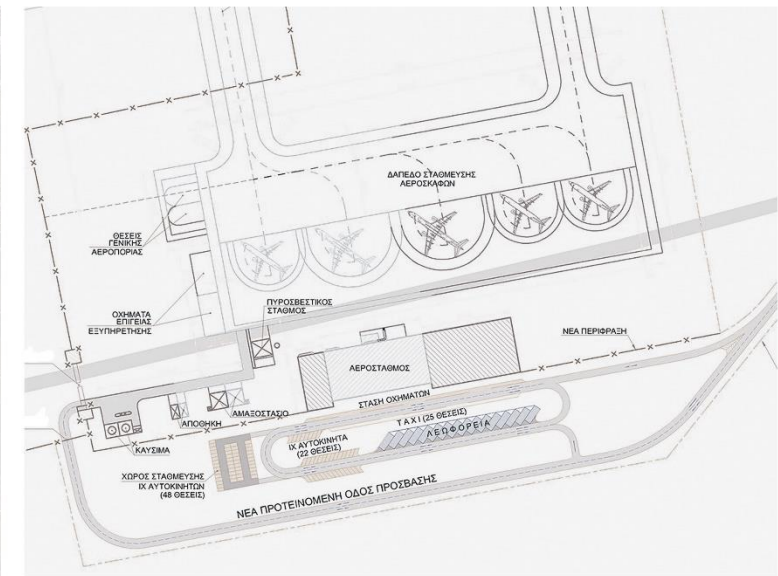 ΔΑΠΕΔΟ ΣΤΑΘΜΕΥΣΗΣ
ΑΕΡΟΣΚΑΦΩΝ
ΘΕΣΕΙΣ
ΓΕΝΙΚΗΣ
ΑΕΡΟΠΟΡΙΑΣ
ΟΧΗΜΑΤΑ
ΕΠΙΓΕΙΑΣ
ΕΞΥΠΗΡΕΤΗΣΗΣ
ΠΥΡΟΣΒΕΣΤΙΚΟΣ
ΣΤΑΘΜΟΣ
ΝΕΑ ΠΕΡΙΦΡΑΞΗ
ΑΕΡΟΣΤΑΘΜΟΣ
ΣΤΑΣΗ ΟΧΗΜΑΤΩΝ
ΑΜΑΞΟΣΤΑΣΙΟ
ΑΠΟΘΗΚΗ
ΤΑΧΙ (25 ΘΕΣΕΙΣ)
ΛΕΩΦΟΡΕΙΑ
ΙΧ ΑΥΤΟΚΙΝΗΤΑ
(22 ΘΕΣΕΙΣ)
ΚΑΥΣΙΜΑ
ΧΩΡΟΣ ΣΤΑΘΜΕΥΣΗΣ
ΙΧ ΑΥΤΟΚΙΝΗΤΩΝ
(48 ΘΕΣΕΙΣ)
ΝΕΑ ΠΡΟΤΕΙΝΟΜΕΝΗ ΟΔΟΣ ΠΡΟΣΒΑΣΗΣ